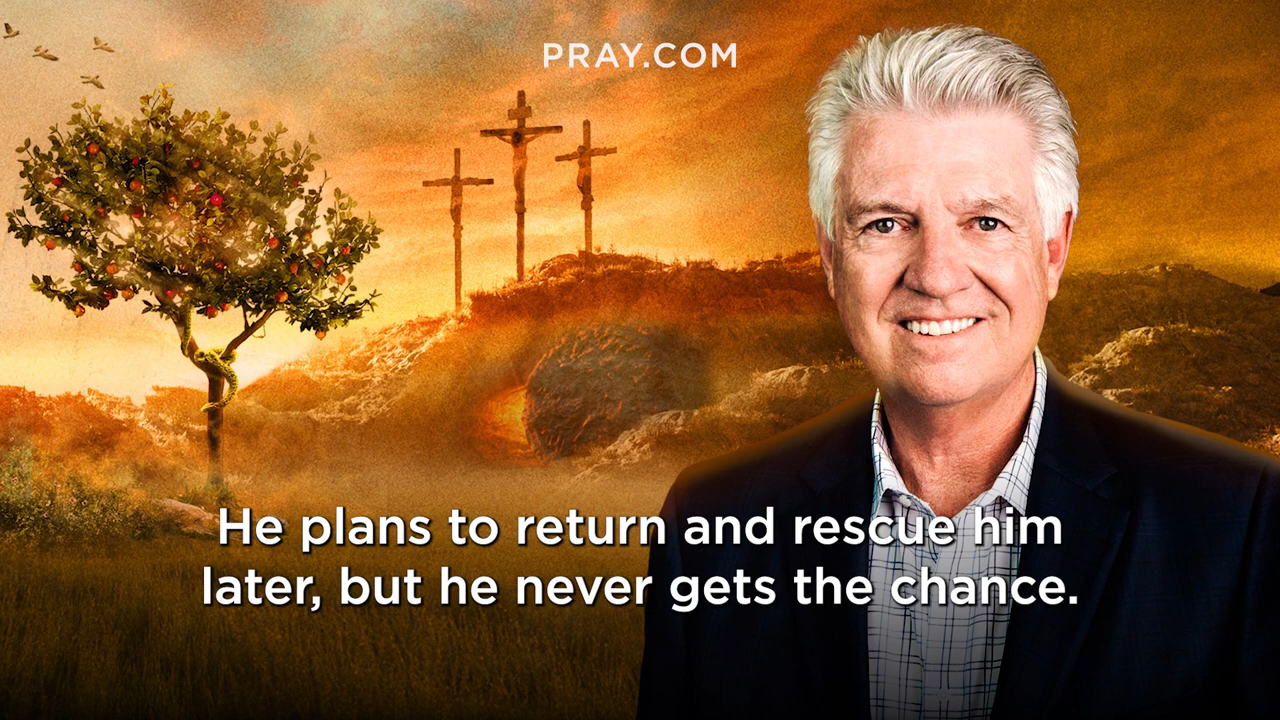 PRAY.COM
He plans to return and rescue him
later, but he never gets the chance.